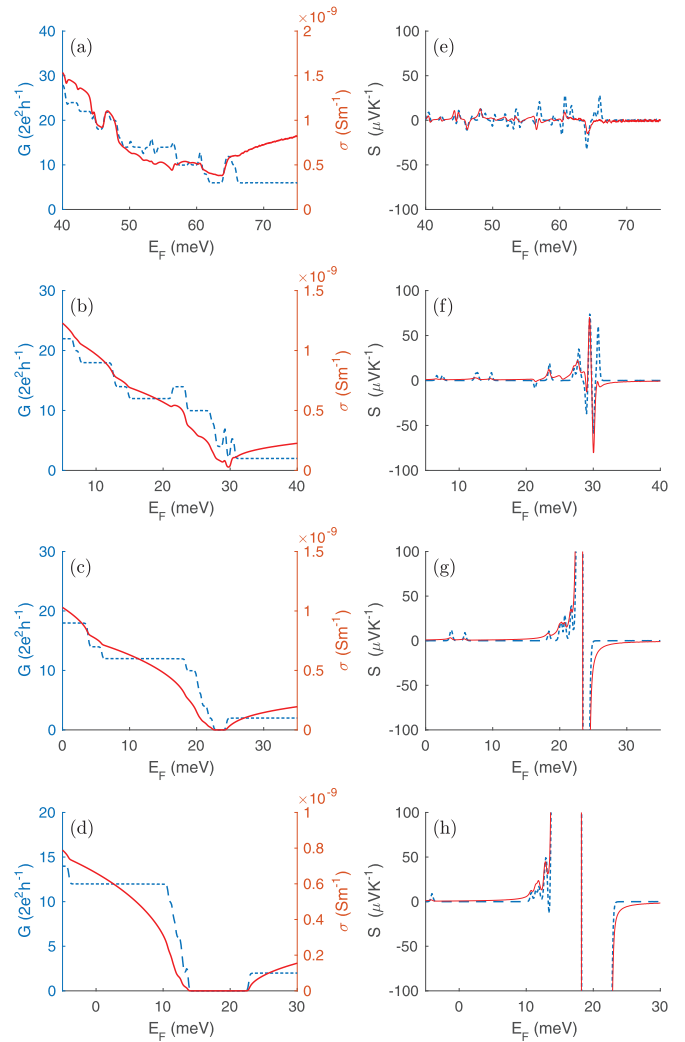 ×10⁻⁹
(a)
G (2e²h⁻¹)
40
30
20
10
0
2
1.5
1
0.5
0
σ (Sm⁻¹)
40 50 60 70
E_F (meV)
(e)
S (μVK⁻¹)
100
50
0
-50
-100
40 50 60 70
E_F (meV)
×10⁻⁹
(b)
G (2e²h⁻¹)
30
20
10
0
1.5
1
0.5
0
σ (Sm⁻¹)
10 20 30 40
E_F (meV)
(f)
S (μVK⁻¹)
100
50
0
-50
-100
10 20 30 40
E_F (meV)
×10⁻⁹
(c)
G (2e²h⁻¹)
30
20
10
0
1.5
1
0.5
0
σ (Sm⁻¹)
0 10 20 30
E_F (meV)
(g)
S (μVK⁻¹)
100
50
0
-50
-100
0 10 20 30
E_F (meV)
×10⁻⁹
(d)
G (2e²h⁻¹)
20
15
10
5
0
1
0.8
0.6
0.4
0.2
0
σ (Sm⁻¹)
0 10 20 30
E_F (meV)
(h)
S (μVK⁻¹)
100
50
0
-50
-100
0 10 20 30
E_F (meV)